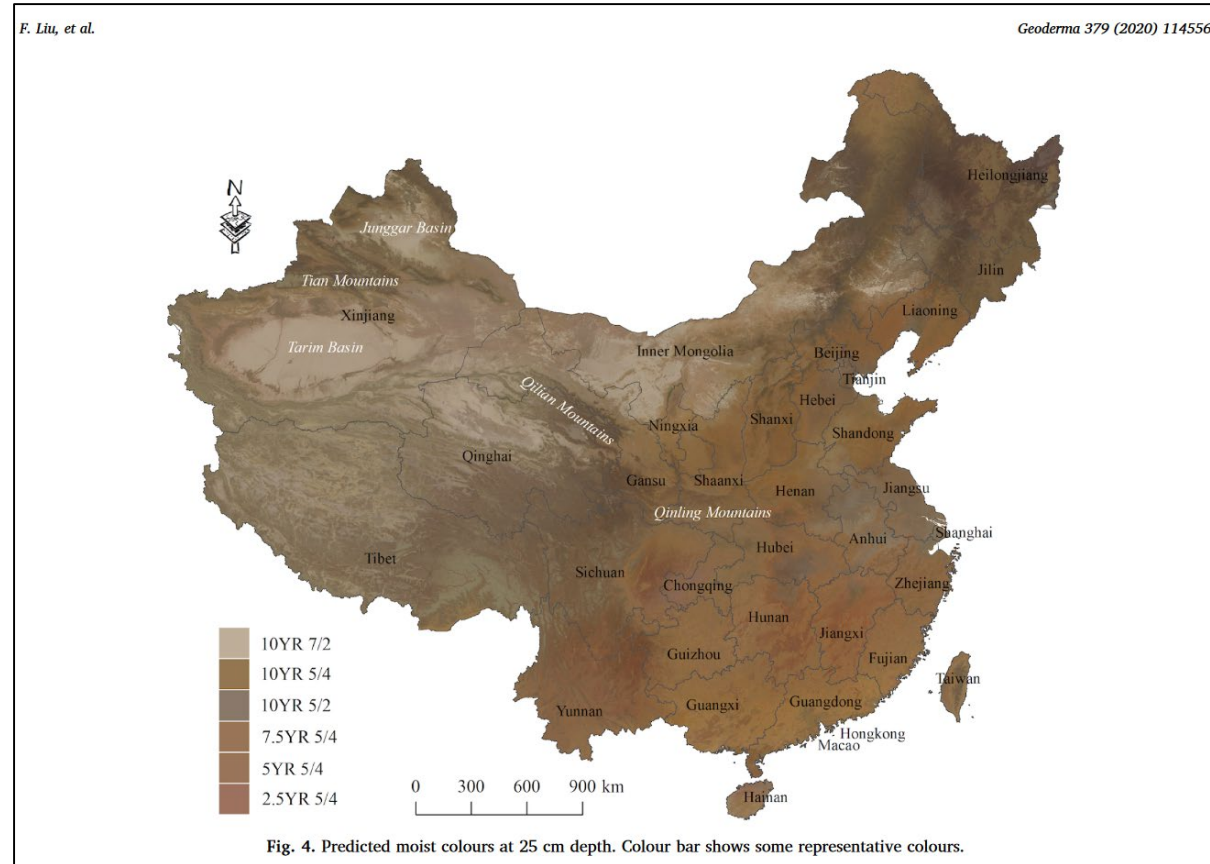 F. Liu, et al.
Geoderma 379 (2020) 114556
N
Heilongjiang
Junggar Basin
Jilin
Tian Mountains
Xinjiang
Liaoning
Tarim Basin
Inner Mongolia
Beijing
Tianjin
Qilian Mountains
Hebei
Ningxia
Shanxi
Shandong
Qinghai
Gansu
Shaanxi
Henan
Jiangsu
Qinling Mountains
Shanghai
Anhui
Hubei
Tibet
Sichuan
Chongqing
Zhejiang
Hunan
Jiangxi
Guizhou
Fujian
Taiwan
Yunnan
Guangxi
Guangdong
Hongkong
Macao
Hainan
10YR 7/2
10YR 5/4
10YR 5/2
7.5YR 5/4
5YR 5/4
2.5YR 5/4
0 300 600 900 km
Fig. 4. Predicted moist colours at 25 cm depth. Colour bar shows some representative colours.